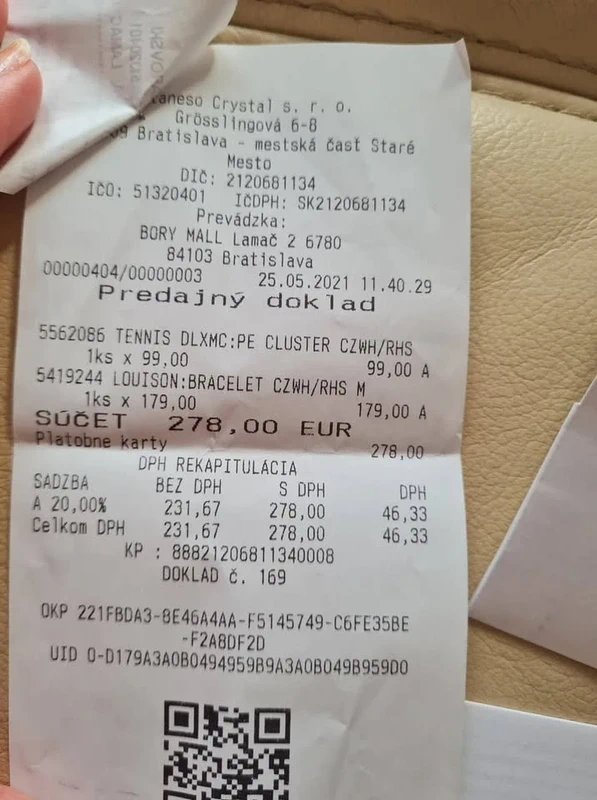 Crystal s. r. o.
Grösslingová 6-8
Bratislava - mestská časť Staré
Mesto
DIČ: 2120681134
IČO: 51320401 IČDPH: SK2120681134
Prevádzka:
BORY MALL Lamač 2 6780
84103 Bratislava
00000404/00000003 25.05.2021 11.40.29
Predajný doklad
5562086 TENNIS DLXMC:PE CLUSTER CZWH/RHS
1ks x 99,00 99,00 A
5419244 LOUISON:BRACELET CZWH/RHS M
1ks x 179,00 179,00 A
SÚČET 278,00 EUR
Platobne karty 278,00
DPH REKAPITULÁCIA
SADZBA BEZ DPH S DPH DPH
A 20,00% 231,67 278,00 46,33
Celkom DPH 231,67 278,00 46,33
KP : 88821206811340008
DOKLAD č. 169
OKP 221FBDA3-8E46A4AA-F5145749-C6FE35BE
-F2A8DF2D
UID O-D179A3A0B0494959B9A3A0B049B959D0